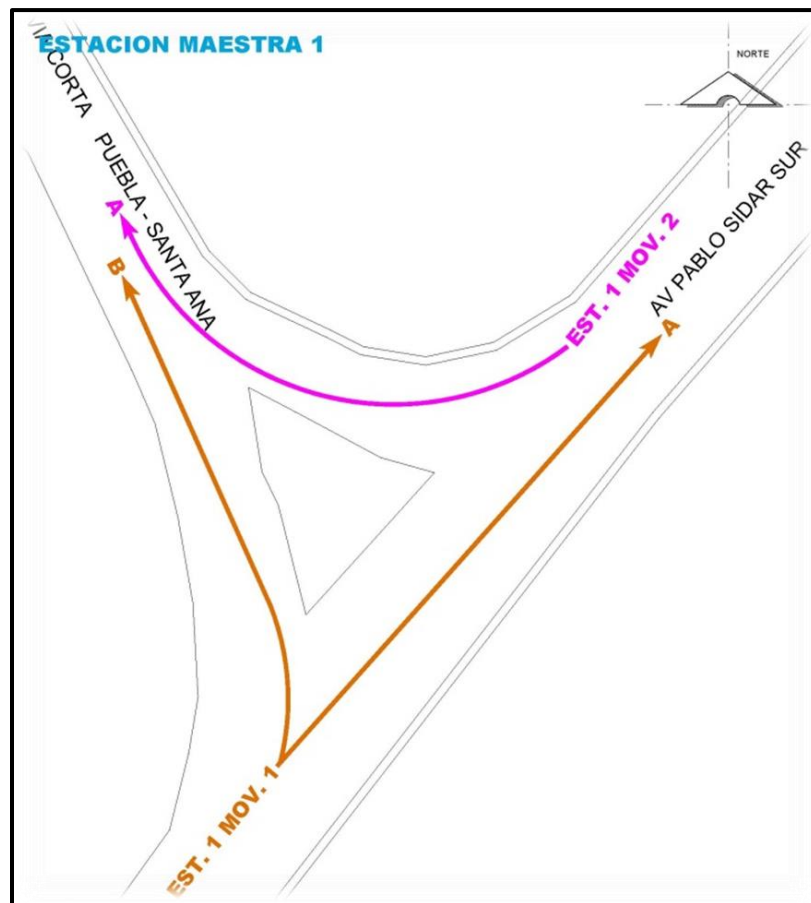 ESTACION MAESTRA 1
NORTE
VIA CORTA PUEBLA - SANTA ANA
AV PABLO SIDAR SUR
A
B
EST. 1 MOV. 2
A
EST. 1 MOV. 1